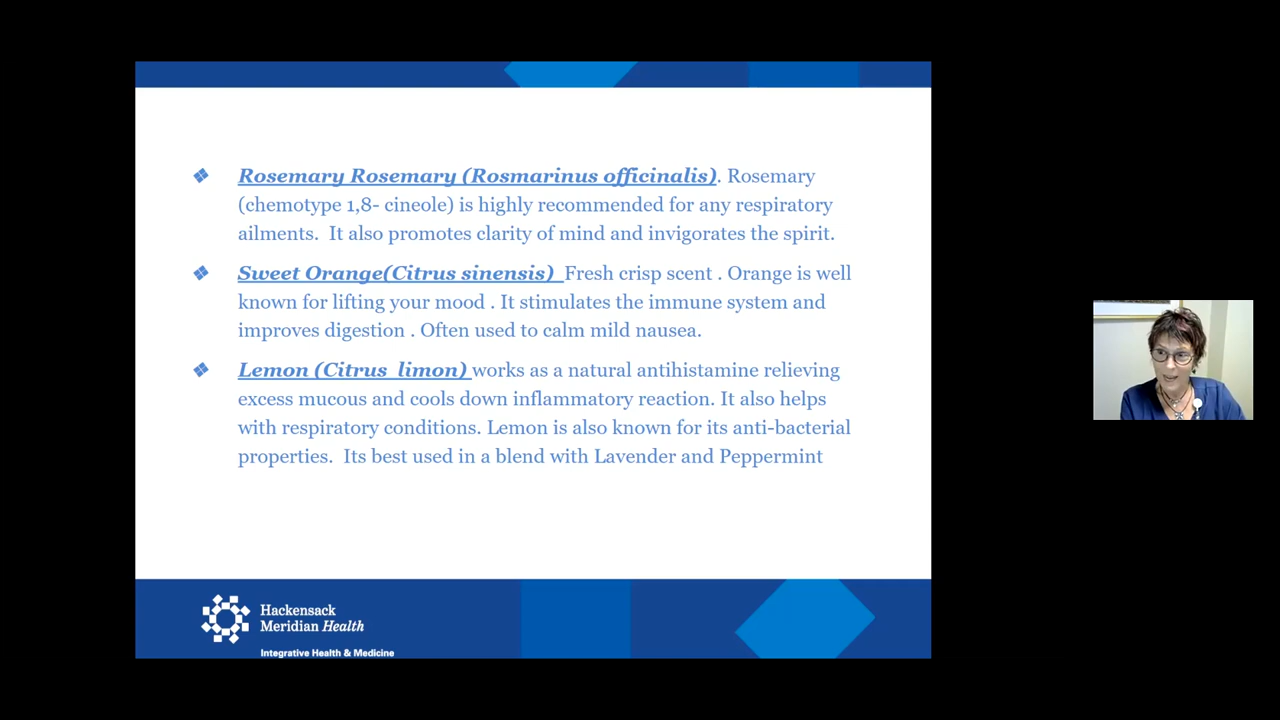 Rosemary Rosemary (Rosmarinus officinalis). Rosemary
(chemotype 1,8- cineole) is highly recommended for any respiratory
ailments.  It also promotes clarity of mind and invigorates the spirit.
Sweet Orange(Citrus sinensis)  Fresh crisp scent . Orange is well
known for lifting your mood . It stimulates the immune system and
improves digestion . Often used to calm mild nausea.
Lemon (Citrus  limon) works as a natural antihistamine relieving
excess mucous and cools down inflammatory reaction. It also helps
with respiratory conditions. Lemon is also known for its anti-bacterial
properties.  Its best used in a blend with Lavender and Peppermint
Hackensack
Meridian Health
Integrative Health & Medicine